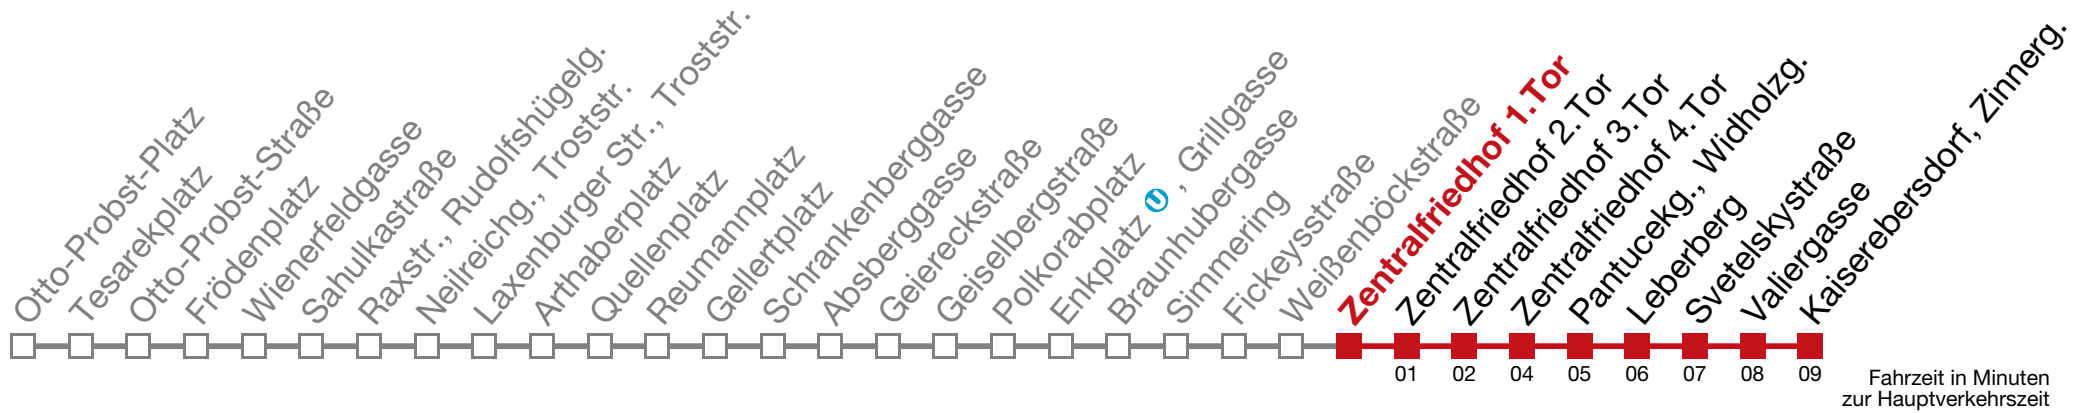 Otto-Probst-Platz
Tesarekplatz
Otto-Probst-Straße
Frödenplatz
Wienerfeldgasse
Sahulkastraße
Raxstr., Rudolfshügelg.
Neilreichg., Troststr.
Laxenburger Str., Troststr.
Arthaberplatz
Quellenplatz
Reumannplatz
Gellertplatz
Schrankenberggasse
Absberggasse
Geiereckstraße
Geiselbergstraße
Polkorabplatz
Enkplatz U, Grillgasse
Braunhubergasse
Simmering
Fickeysstraße
Weißenböckstraße
Zentralfriedhof 1.Tor
Zentralfriedhof 2.Tor
Zentralfriedhof 3.Tor
Zentralfriedhof 4.Tor
Pantucekg., Widholzg.
Leberberg
Svetelskystraße
Valiergasse
Kaiserebersdorf, Zinnerg.
01 02 04 05 06 07 08 09
Fahrzeit in Minuten
zur Hauptverkehrszeit